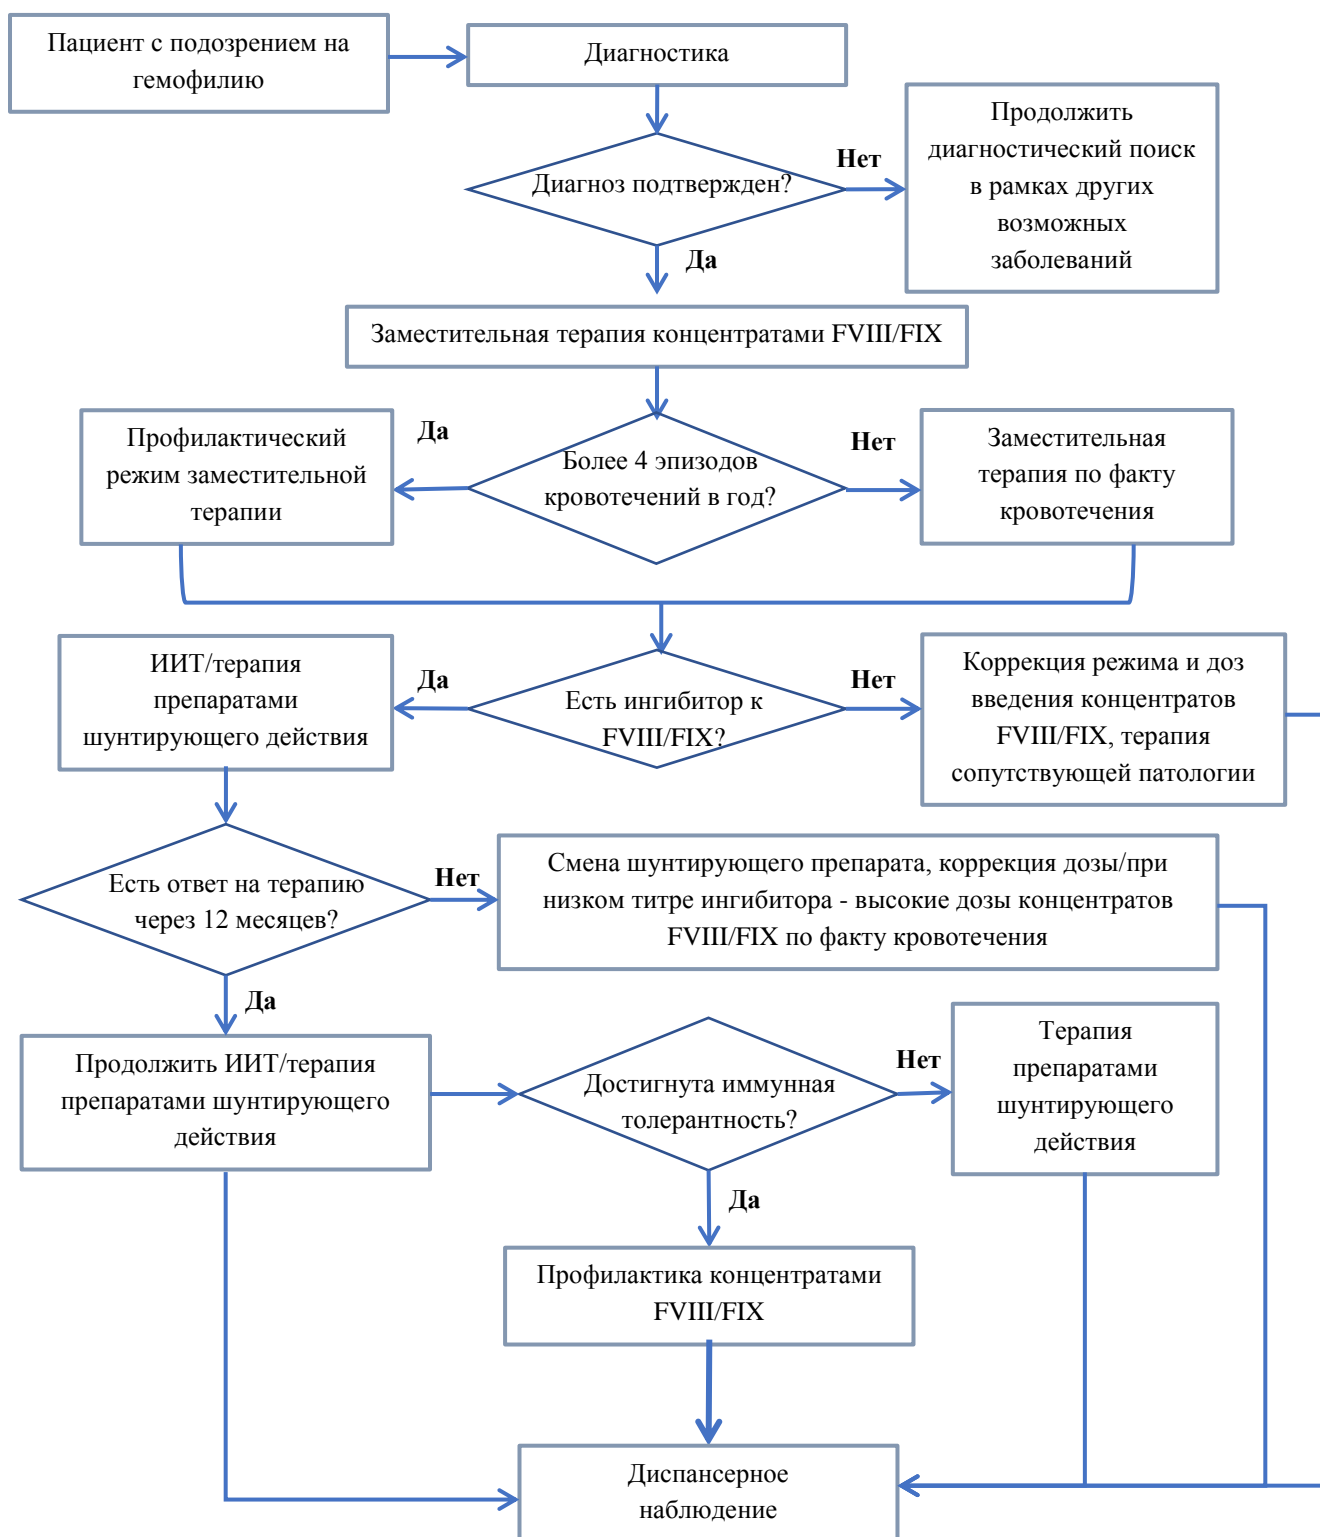 Пациент с подозрением на
гемофилию
Диагностика
Продолжить
диагностический поиск
в рамках других
возможных
заболеваний
Нет
Диагноз подтвержден?
Да
Заместительная терапия концентратами FVIII/FIX
Профилактический
режим заместительной
терапии
Да
Более 4 эпизодов
кровотечений в год?
Нет
Заместительная
терапия по факту
кровотечения
ИИТ/терапия
препаратами
шунтирующего действия
Да
Есть ингибитор к
FVIII/FIX?
Нет
Коррекция режима и доз
введения концентратов
FVIII/FIX, терапия
сопутствующей патологии
Есть ответ на терапию
через 12 месяцев?
Нет
Смена шунтирующего препарата, коррекция дозы/при
низком титре ингибитора - высокие дозы концентратов
FVIII/FIX по факту кровотечения
Да
Продолжить ИИТ/терапия
препаратами шунтирующего
действия
Достигнута иммунная
толерантность?
Нет
Терапия
препаратами
шунтирующего
действия
Да
Профилактика концентратами
FVIII/FIX
Диспансерное
наблюдение